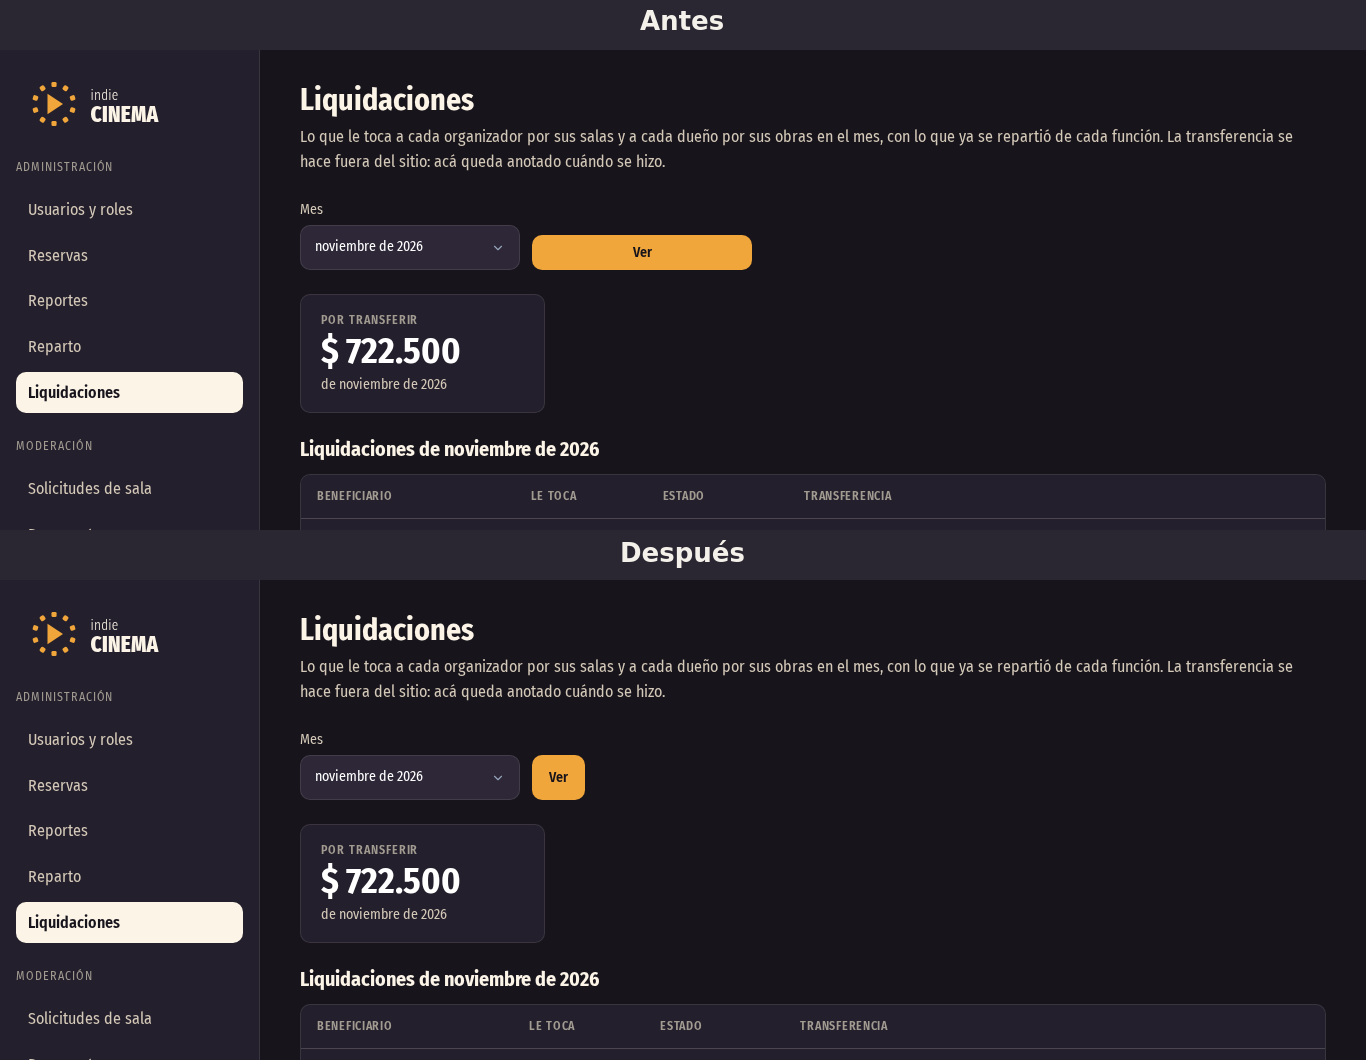 Antes
indie
CINEMA
ADMINISTRACIÓN
Usuarios y roles
Reservas
Reportes
Reparto
Liquidaciones
MODERACIÓN
Solicitudes de sala
Liquidaciones
Lo que le toca a cada organizador por sus salas y a cada dueño por sus obras en el mes, con lo que ya se repartió de cada función. La transferencia se
hace fuera del sitio: acá queda anotado cuándo se hizo.
Mes
noviembre de 2026
Ver
POR TRANSFERIR
$ 722.500
de noviembre de 2026
Liquidaciones de noviembre de 2026
BENEFICIARIO LE TOCA ESTADO TRANSFERENCIA
Después
indie
CINEMA
ADMINISTRACIÓN
Usuarios y roles
Reservas
Reportes
Reparto
Liquidaciones
MODERACIÓN
Solicitudes de sala
Liquidaciones
Lo que le toca a cada organizador por sus salas y a cada dueño por sus obras en el mes, con lo que ya se repartió de cada función. La transferencia se
hace fuera del sitio: acá queda anotado cuándo se hizo.
Mes
noviembre de 2026
Ver
POR TRANSFERIR
$ 722.500
de noviembre de 2026
Liquidaciones de noviembre de 2026
BENEFICIARIO LE TOCA ESTADO TRANSFERENCIA